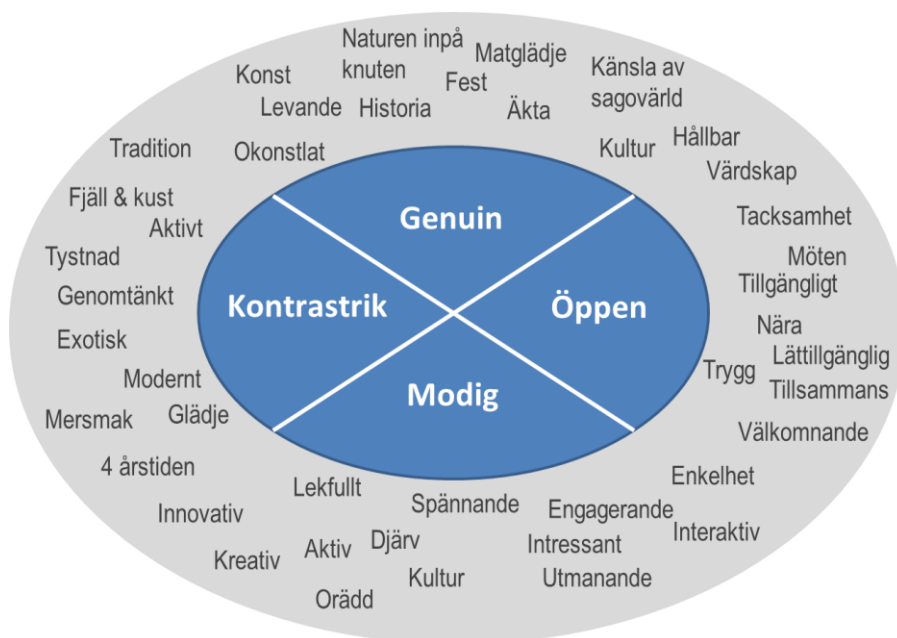 Naturen inpå
knuten
Matglädje
Känsla av
sagovärld
Konst
Fest
Levande
Historia
Äkta
Tradition
Okonstlat
Kultur
Hållbar
Värdskap
Fjäll & kust
Aktivt
Genuin
Tacksamhet
Tystnad
Möten
Genomtänkt
Kontrastrik
Öppen
Tillgängligt
Exotisk
Nära
Lättillgänglig
Modernt
Modig
Trygg
Tillsammans
Mersmak
Glädje
Välkomnande
4 årstiden
Lekfullt
Spännande
Enkelhet
Innovativ
Engagerande
Interaktiv
Kreativ
Aktiv
Djärv
Intressant
Kultur
Utmanande
Orädd